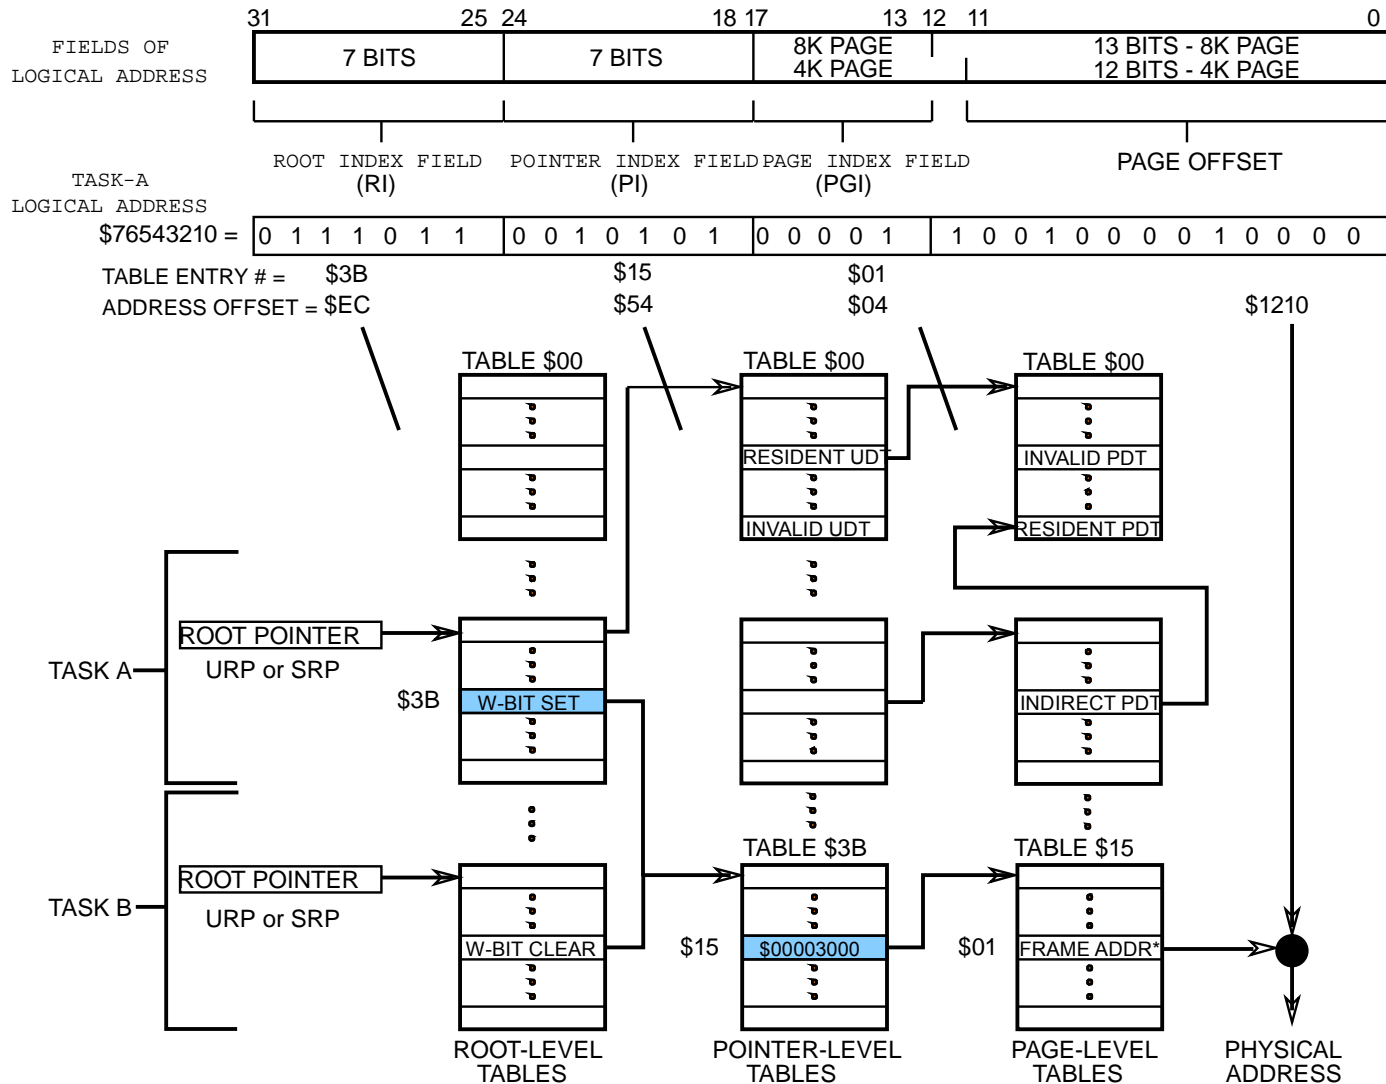 31 25 24 18 17 13 12 11 0
FIELDS OF
LOGICAL ADDRESS
7 BITS 7 BITS 8K PAGE 13 BITS - 8K PAGE
4K PAGE 12 BITS - 4K PAGE
ROOT INDEX FIELD POINTER INDEX FIELD PAGE INDEX FIELD PAGE OFFSET
(RI) (PI) (PGI)
TASK-A
LOGICAL ADDRESS
$76543210 = 0 1 1 1 0 1 1 0 0 1 0 1 0 1 0 0 0 0 1 1 0 0 1 0 0 0 0 1 0 0 0 0
TABLE ENTRY # = $3B $15 $01
ADDRESS OFFSET = $EC $54 $04 $1210
TABLE $00 TABLE $00 TABLE $00
RESIDENT UDT INVALID PDT
INVALID UDT RESIDENT PDT
ROOT POINTER
TASK A URP or SRP
$3B W-BIT SET INDIRECT PDT
TABLE $3B TABLE $15
ROOT POINTER
TASK B URP or SRP
W-BIT CLEAR $15 $00003000 $01 FRAME ADDR*
ROOT-LEVEL POINTER-LEVEL PAGE-LEVEL PHYSICAL
TABLES TABLES TABLES ADDRESS